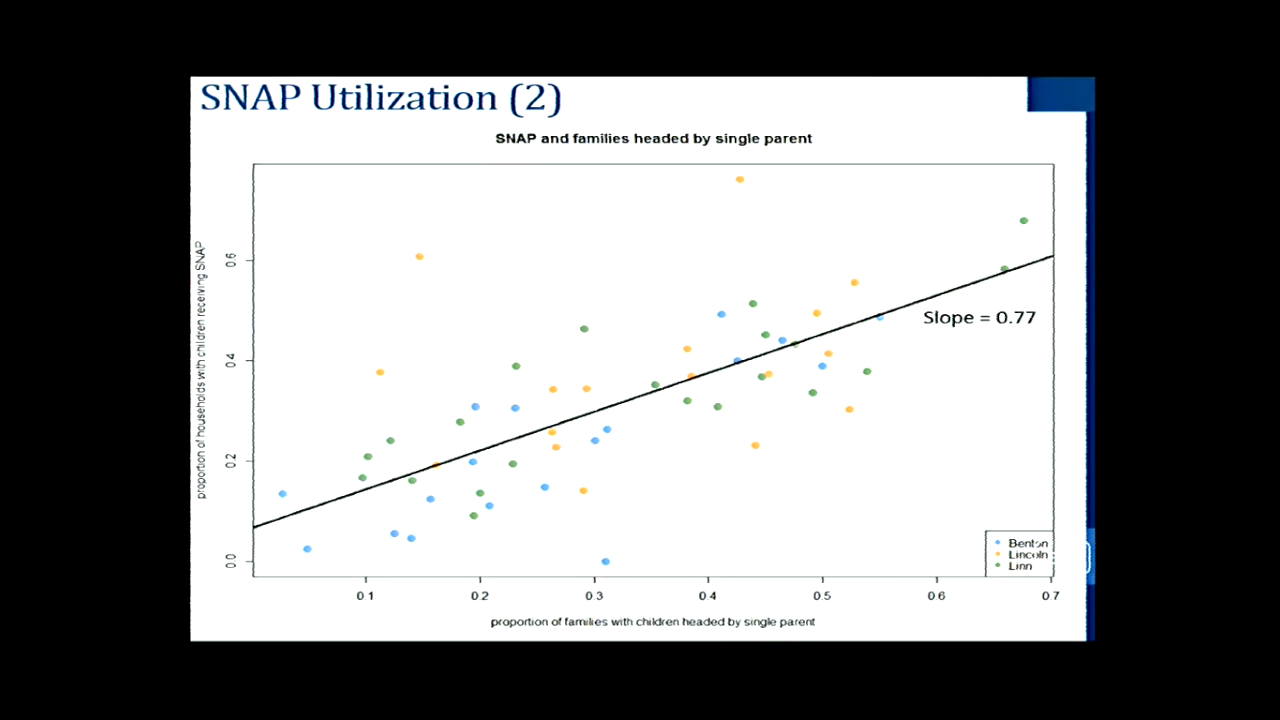 SNAP Utilization (2)
SNAP and families headed by single parent
proportion of households with children receiving SNAP
0.6
0.4
0.2
0.0
Slope = 0.77
Benton
Lincoln
Linn
0.1 0.2 0.3 0.4 0.5 0.6 0.7
proportion of families with children headed by single parent